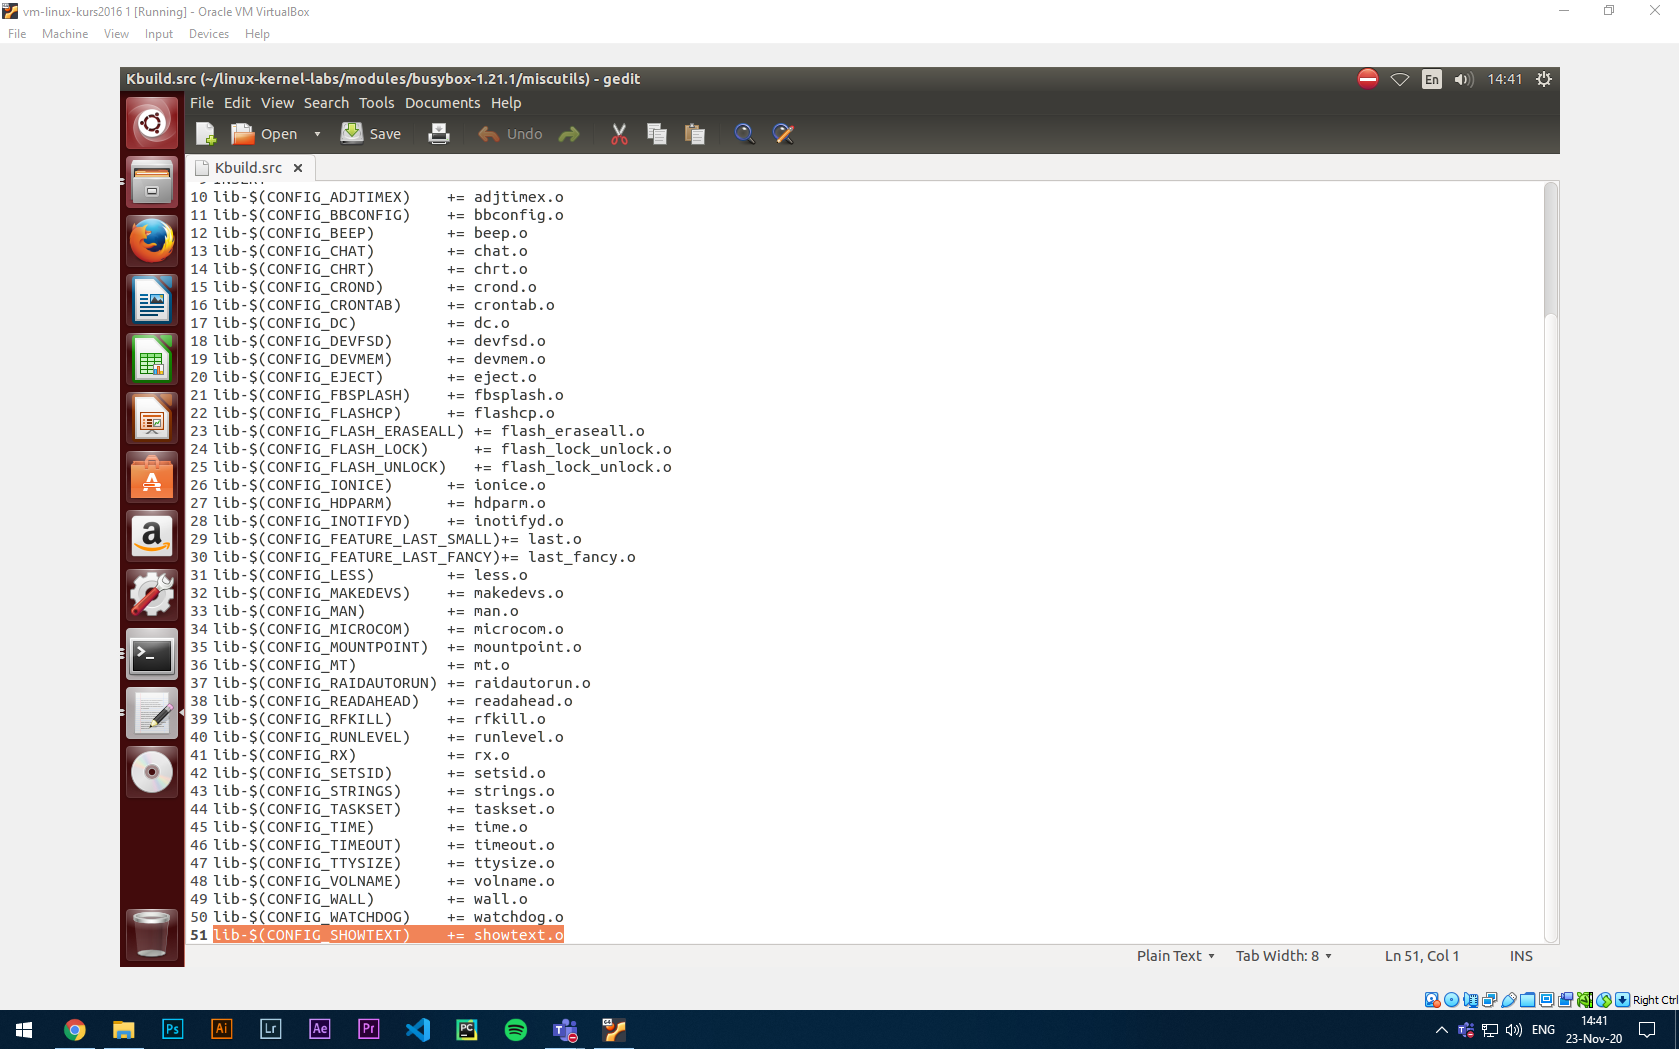 vm-linux-kurs2016 1 [Running] - Oracle VM VirtualBox
File Machine View Input Devices Help
Kbuild.src (~/linux-kernel-labs/modules/busybox-1.21.1/miscutils) - gedit
En 14:41
File Edit View Search Tools Documents Help
Open Save Undo
Kbuild.src
10 lib-$(CONFIG_ADJTIMEX) += adjtimex.o
11 lib-$(CONFIG_BBCONFIG) += bbconfig.o
12 lib-$(CONFIG_BEEP) += beep.o
13 lib-$(CONFIG_CHAT) += chat.o
14 lib-$(CONFIG_CHRT) += chrt.o
15 lib-$(CONFIG_CROND) += crond.o
16 lib-$(CONFIG_CRONTAB) += crontab.o
17 lib-$(CONFIG_DC) += dc.o
18 lib-$(CONFIG_DEVFSD) += devfsd.o
19 lib-$(CONFIG_DEVMEM) += devmem.o
20 lib-$(CONFIG_EJECT) += eject.o
21 lib-$(CONFIG_FBSPLASH) += fbsplash.o
22 lib-$(CONFIG_FLASHCP) += flashcp.o
23 lib-$(CONFIG_FLASH_ERASEALL) += flash_eraseall.o
24 lib-$(CONFIG_FLASH_LOCK) += flash_lock_unlock.o
25 lib-$(CONFIG_FLASH_UNLOCK) += flash_lock_unlock.o
26 lib-$(CONFIG_IONICE) += ionice.o
27 lib-$(CONFIG_HDPARM) += hdparm.o
28 lib-$(CONFIG_INOTIFYD) += inotifyd.o
29 lib-$(CONFIG_FEATURE_LAST_SMALL)+= last.o
30 lib-$(CONFIG_FEATURE_LAST_FANCY)+= last_fancy.o
31 lib-$(CONFIG_LESS) += less.o
32 lib-$(CONFIG_MAKEDEVS) += makedevs.o
33 lib-$(CONFIG_MAN) += man.o
34 lib-$(CONFIG_MICROCOM) += microcom.o
35 lib-$(CONFIG_MOUNTPOINT) += mountpoint.o
36 lib-$(CONFIG_MT) += mt.o
37 lib-$(CONFIG_RAIDAUTORUN) += raidautorun.o
38 lib-$(CONFIG_READAHEAD) += readahead.o
39 lib-$(CONFIG_RFKILL) += rfkill.o
40 lib-$(CONFIG_RUNLEVEL) += runlevel.o
41 lib-$(CONFIG_RX) += rx.o
42 lib-$(CONFIG_SETSID) += setsid.o
43 lib-$(CONFIG_STRINGS) += strings.o
44 lib-$(CONFIG_TASKSET) += taskset.o
45 lib-$(CONFIG_TIME) += time.o
46 lib-$(CONFIG_TIMEOUT) += timeout.o
47 lib-$(CONFIG_TTYSIZE) += ttysize.o
48 lib-$(CONFIG_VOLNAME) += volname.o
49 lib-$(CONFIG_WALL) += wall.o
50 lib-$(CONFIG_WATCHDOG) += watchdog.o
51 lib-$(CONFIG_SHOWTEXT) += showtext.o
Plain Text Tab Width: 8 Ln 51, Col 1 INS
Right Ctrl
Ps Ai Lr Ae Pr PC
ENG
14:41
23-Nov-20